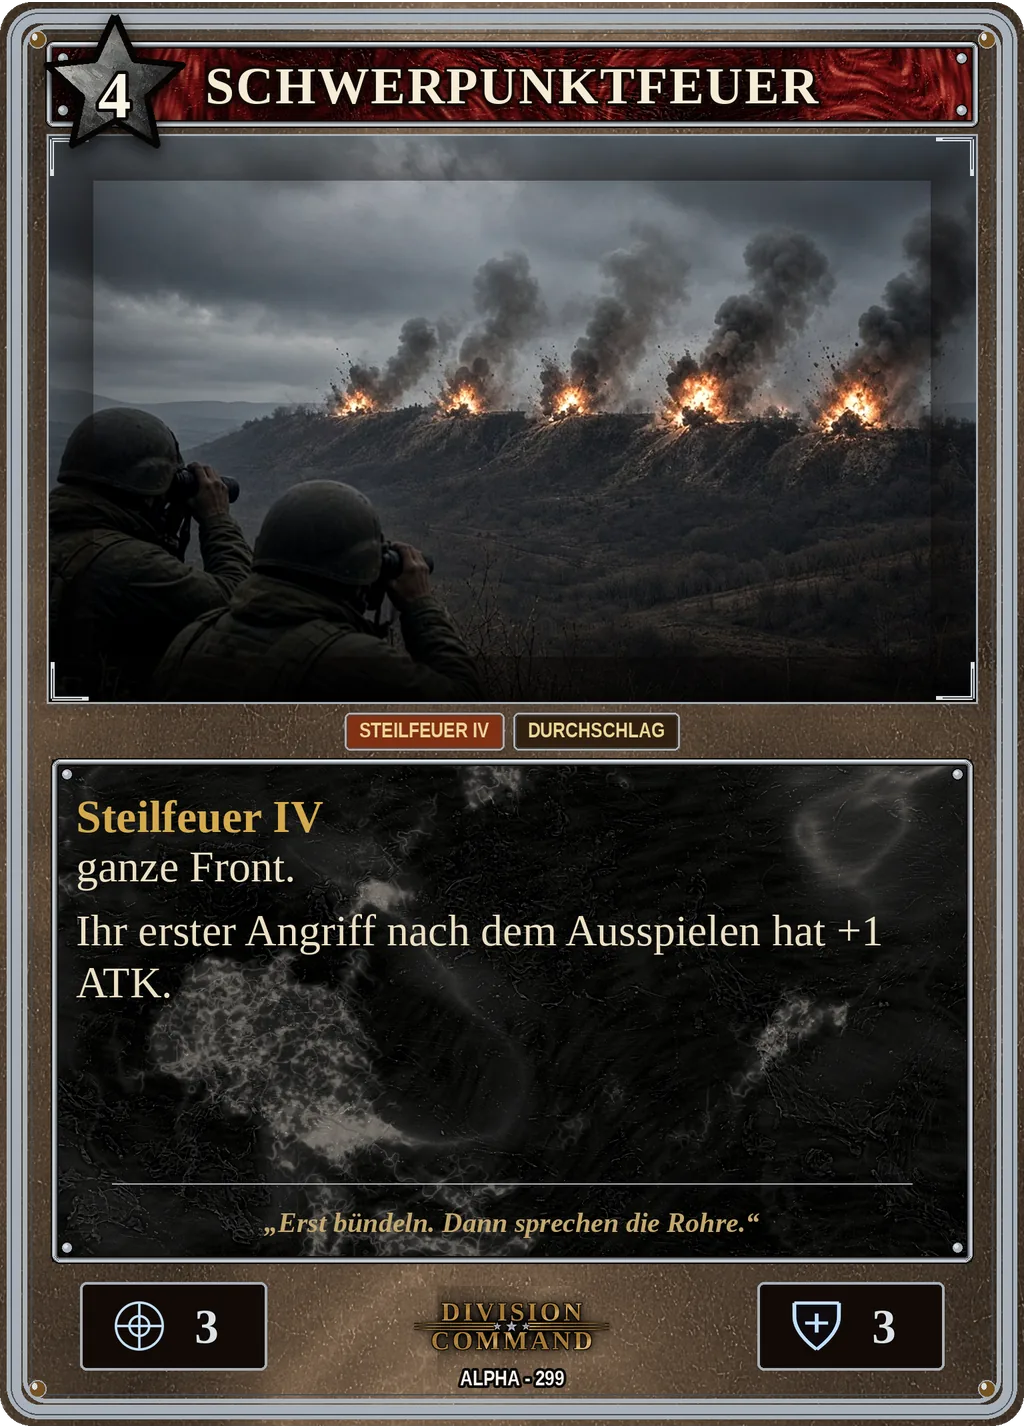 4
SCHWERPUNKTFEUER
STEILFEUER IV
DURCHSCHLAG
Steilfeuer IV
ganze Front.
Ihr erster Angriff nach dem Ausspielen hat +1
ATK.
„Erst bündeln. Dann sprechen die Rohre.“
3
DIVISION
COMMAND
3
ALPHA - 299